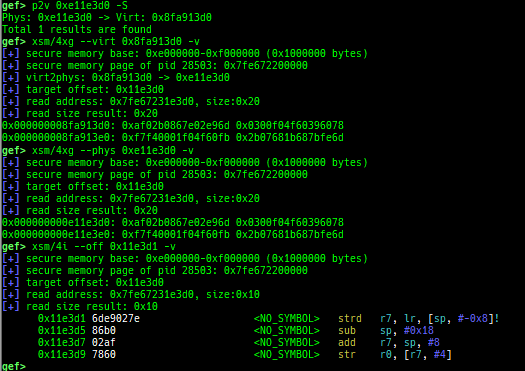 gef> p2v 0xe11e3d0 -S
Phys: 0xe11e3d0 -> Virt: 0x8fa913d0
Total 1 results are found
gef> xsm/4xg --virt 0x8fa913d0 -v
[+] secure memory base: 0xe000000-0xf000000 (0x1000000 bytes)
[+] secure memory page of pid 28503: 0x7fe672200000
[+] virt2phys: 0x8fa913d0 -> 0xe11e3d0
[+] target offset: 0x11e3d0
[+] read address: 0x7fe67231e3d0, size:0x20
[+] read size result: 0x20
0x000000008fa913d0: 0xaf02b0867e02e96d 0x0300f04f60396078
0x000000008fa913e0: 0xf7f40001f04f60fb 0x2b07681b687bfe6d
gef> xsm/4xg --phys 0xe11e3d0 -v
[+] secure memory base: 0xe000000-0xf000000 (0x1000000 bytes)
[+] secure memory page of pid 28503: 0x7fe672200000
[+] target offset: 0x11e3d0
[+] read address: 0x7fe67231e3d0, size:0x20
[+] read size result: 0x20
0x000000000e11e3d0: 0xaf02b0867e02e96d 0x0300f04f60396078
0x000000000e11e3e0: 0xf7f40001f04f60fb 0x2b07681b687bfe6d
gef> xsm/4i --off 0x11e3d1 -v
[+] secure memory base: 0xe000000-0xf000000 (0x1000000 bytes)
[+] secure memory page of pid 28503: 0x7fe672200000
[+] target offset: 0x11e3d0
[+] read address: 0x7fe67231e3d0, size:0x10
[+] read size result: 0x10
0x11e3d1 6de9027e <NO_SYMBOL> strd r7, lr, [sp, #-0x8]!
0x11e3d5 86b0 <NO_SYMBOL> sub sp, #0x18
0x11e3d7 02af <NO_SYMBOL> add r7, sp, #8
0x11e3d9 7860 <NO_SYMBOL> str r0, [r7, #4]
gef>